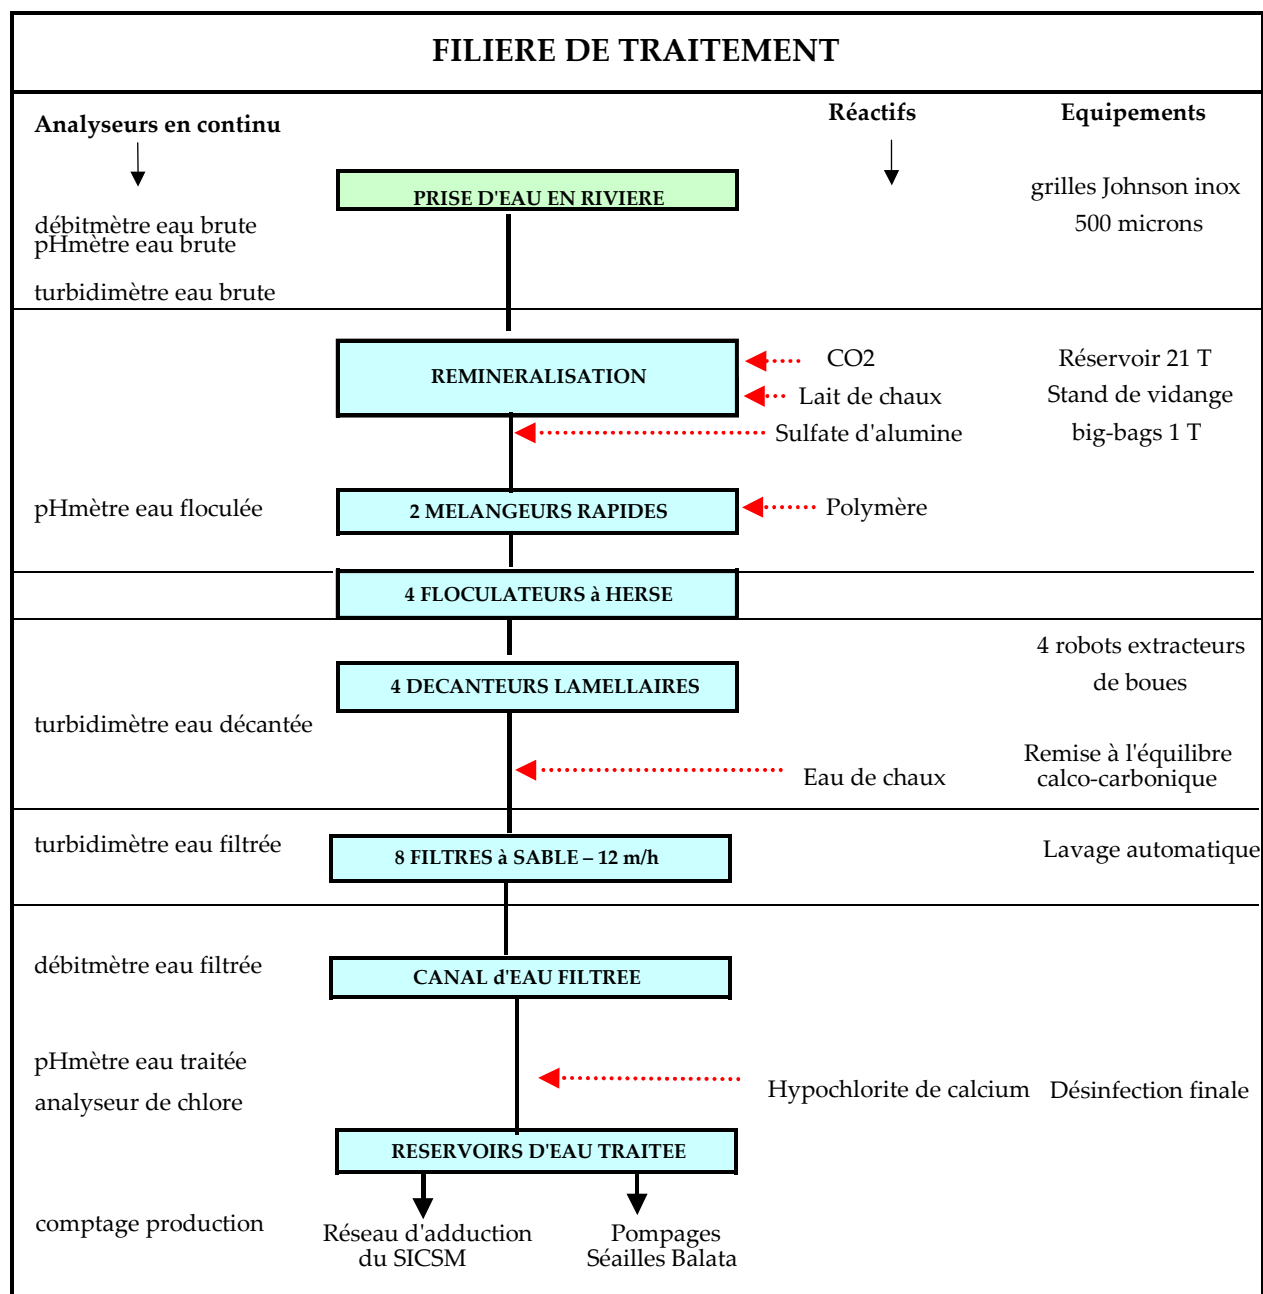 FILIERE DE TRAITEMENT
Analyseurs en continu
Réactifs
Equipements
PRISE D'EAU EN RIVIERE
grilles Johnson inox
500 microns
débitmètre eau brute
pHmètre eau brute
turbidimètre eau brute
REMINERALISATION
CO2
Réservoir 21 T
Lait de chaux
Stand de vidange
Sulfate d'alumine
big-bags 1 T
pHmètre eau floculée
2 MELANGEURS RAPIDES
Polymère
4 FLOCULATEURS à HERSE
4 robots extracteurs
de boues
4 DECANTEURS LAMELLAIRES
turbidimètre eau décantée
Eau de chaux
Remise à l'équilibre
calco-carbonique
turbidimètre eau filtrée
8 FILTRES à SABLE – 12 m/h
Lavage automatique
débitmètre eau filtrée
CANAL d'EAU FILTREE
pHmètre eau traitée
analyseur de chlore
Hypochlorite de calcium
Désinfection finale
RESERVOIRS D'EAU TRAITEE
comptage production
Réseau d'adduction
du SICSM
Pompages
Séailles Balata